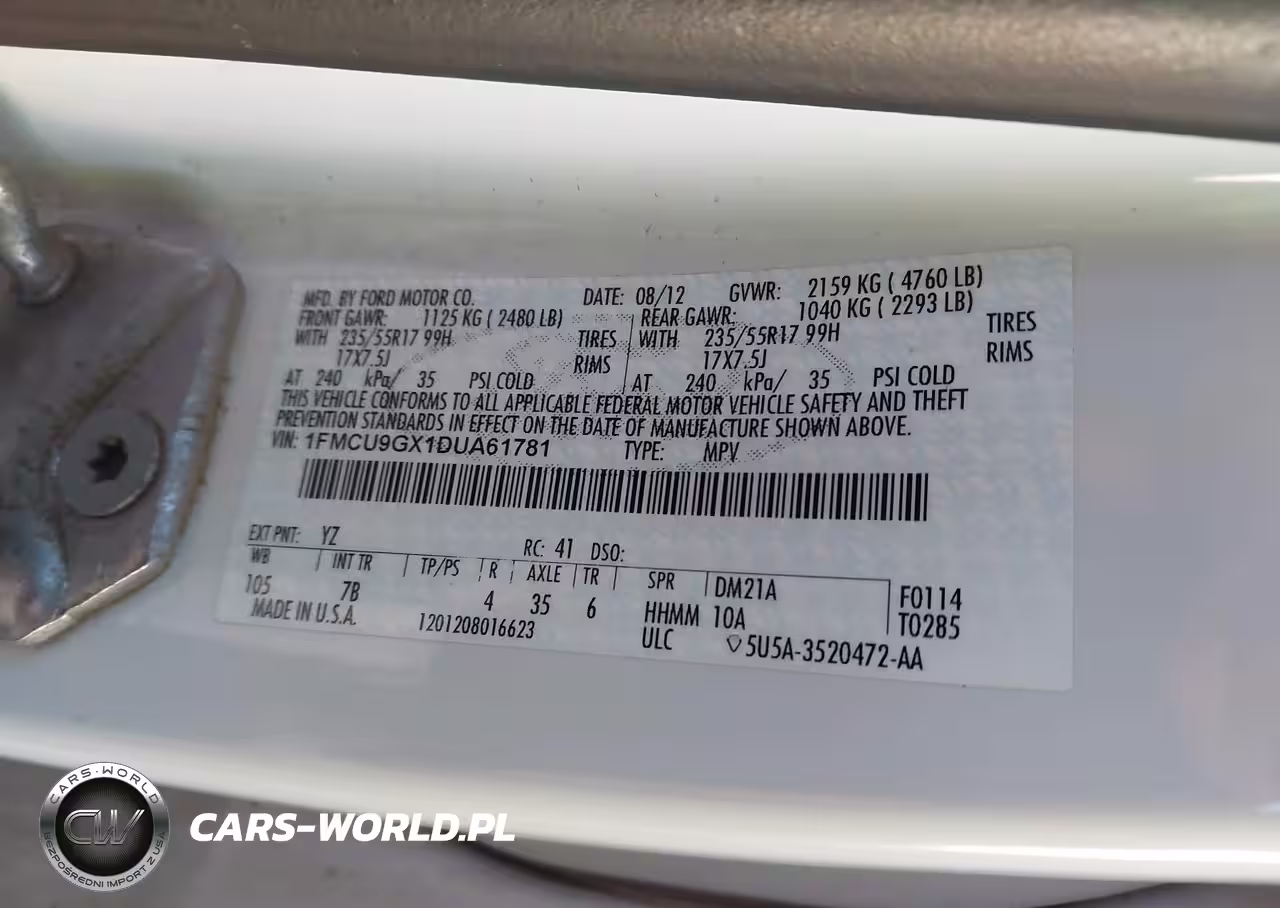 MFD. BY FORD MOTOR CO. DATE: 08/12 GVWR: 2159 KG ( 4760 LB)
FRONT GAWR: 1125 KG ( 2480 LB) REAR GAWR: 1040 KG ( 2293 LB)
WITH 235/55R17 99H TIRES WITH 235/55R17 99H TIRES
17X7.5J RIMS 17X7.5J RIMS
AT 240 kPa/ 35 PSI COLD AT 240 kPa/ 35 PSI COLD
THIS VEHICLE CONFORMS TO ALL APPLICABLE FEDERAL MOTOR VEHICLE SAFETY AND THEFT
PREVENTION STANDARDS IN EFFECT ON THE DATE OF MANUFACTURE SHOWN ABOVE.
VIN: 1FMCU9GX1DUA61781 TYPE: MPV
EXT PNT: YZ RC: 41 DSO:
WB INT TR TP/PS R AXLE TR SPR DM21A F0114
105 7B 4 35 6 HHMM 10A T0285
MADE IN U.S.A. 1201208016623 ULC 5U5A-3520472-AA
CARS-WORLD
CW
BEZPOŚREDNI IMPORT Z USA
CARS-WORLD.PL